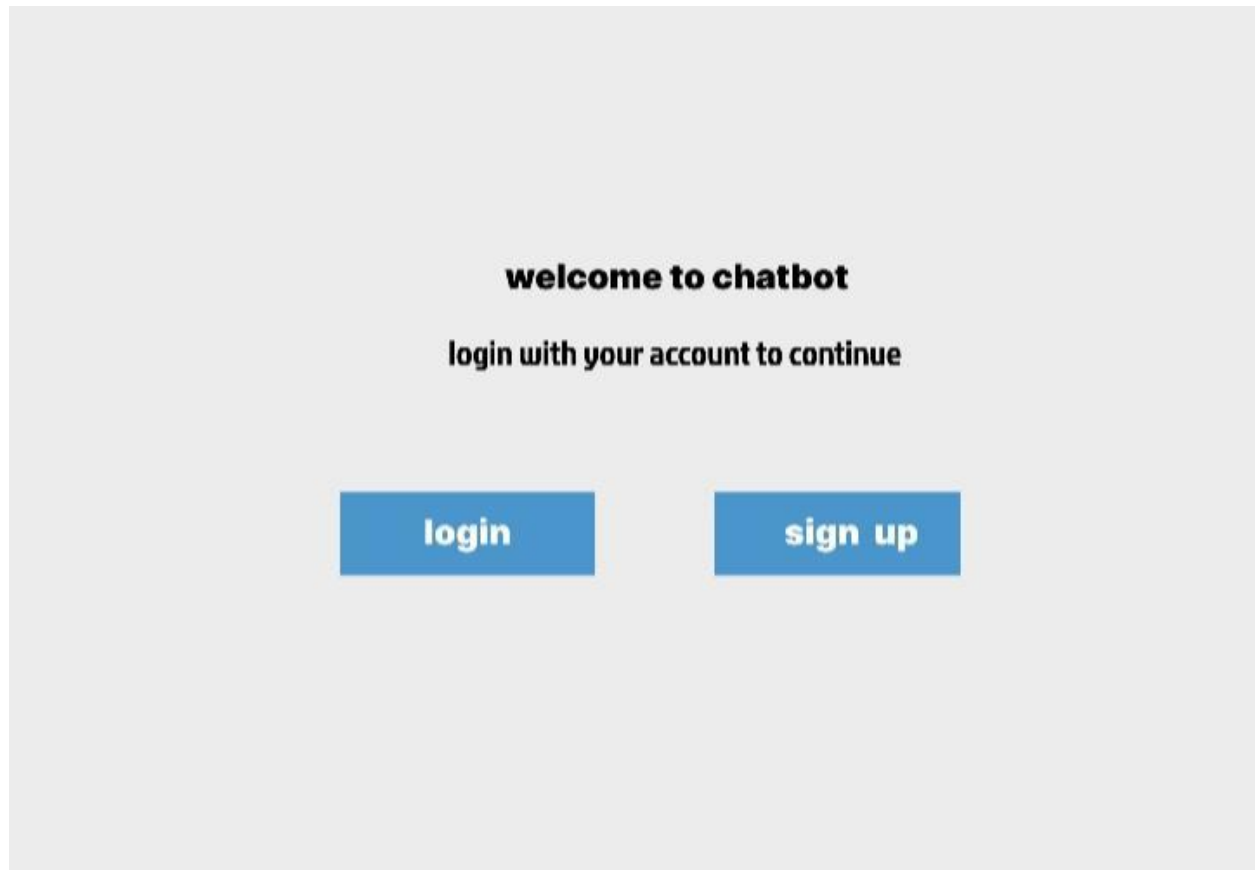 welcome to chatbot
login with your account to continue
login
sign up